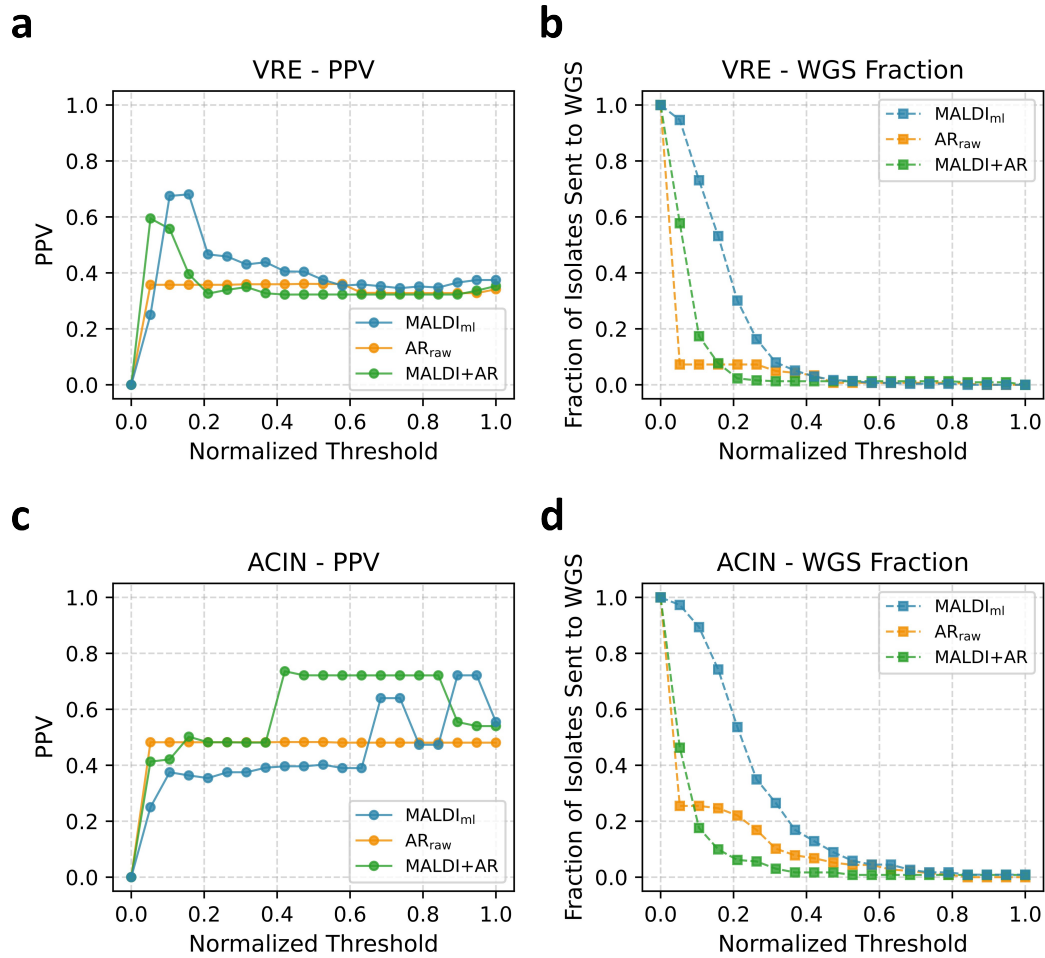 a
VRE - PPV
PPV
1.0
0.8
0.6
0.4
0.2
0.0
0.0 0.2 0.4 0.6 0.8 1.0
Normalized Threshold
MALDIml
ARraw
MALDI+AR
b
VRE - WGS Fraction
Fraction of Isolates Sent to WGS
1.0
0.8
0.6
0.4
0.2
0.0
0.0 0.2 0.4 0.6 0.8 1.0
Normalized Threshold
MALDIml
ARraw
MALDI+AR
c
ACIN - PPV
PPV
1.0
0.8
0.6
0.4
0.2
0.0
0.0 0.2 0.4 0.6 0.8 1.0
Normalized Threshold
MALDIml
ARraw
MALDI+AR
d
ACIN - WGS Fraction
Fraction of Isolates Sent to WGS
1.0
0.8
0.6
0.4
0.2
0.0
0.0 0.2 0.4 0.6 0.8 1.0
Normalized Threshold
MALDIml
ARraw
MALDI+AR